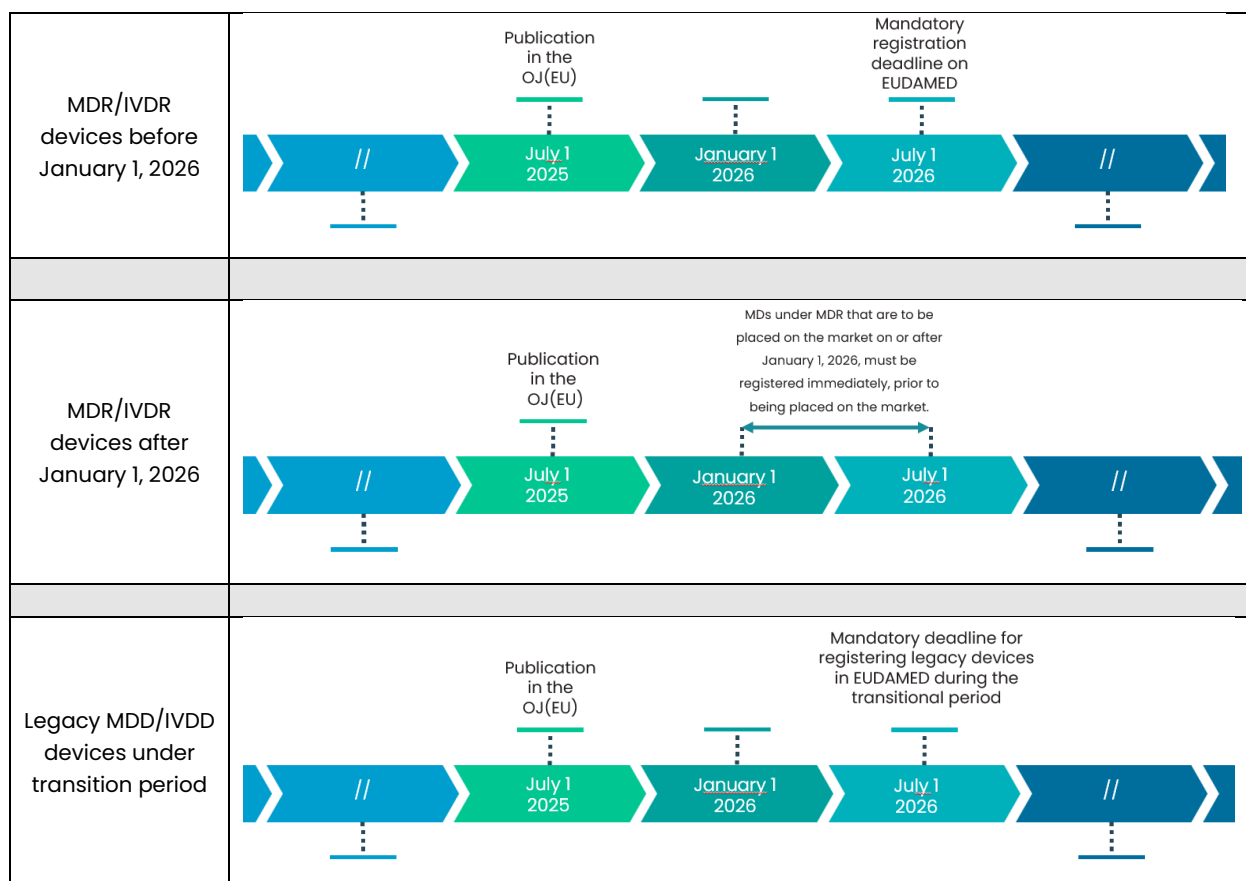 MDR/IVDR
devices before
January 1, 2026
Publication
in the
OJ(EU)
Mandatory
registration
deadline on
EUDAMED
//
July 1
2025
January 1
2026
July 1
2026
//
MDR/IVDR
devices after
January 1, 2026
Publication
in the
OJ(EU)
MDs under MDR that are to be
placed on the market on or after
January 1, 2026, must be
registered immediately, prior to
being placed on the market.
//
July 1
2025
January 1
2026
July 1
2026
//
Legacy MDD/IVDD
devices under
transition period
Publication
in the
OJ(EU)
Mandatory deadline for
registering legacy devices
in EUDAMED during the
transitional period
//
July 1
2025
January 1
2026
July 1
2026
//